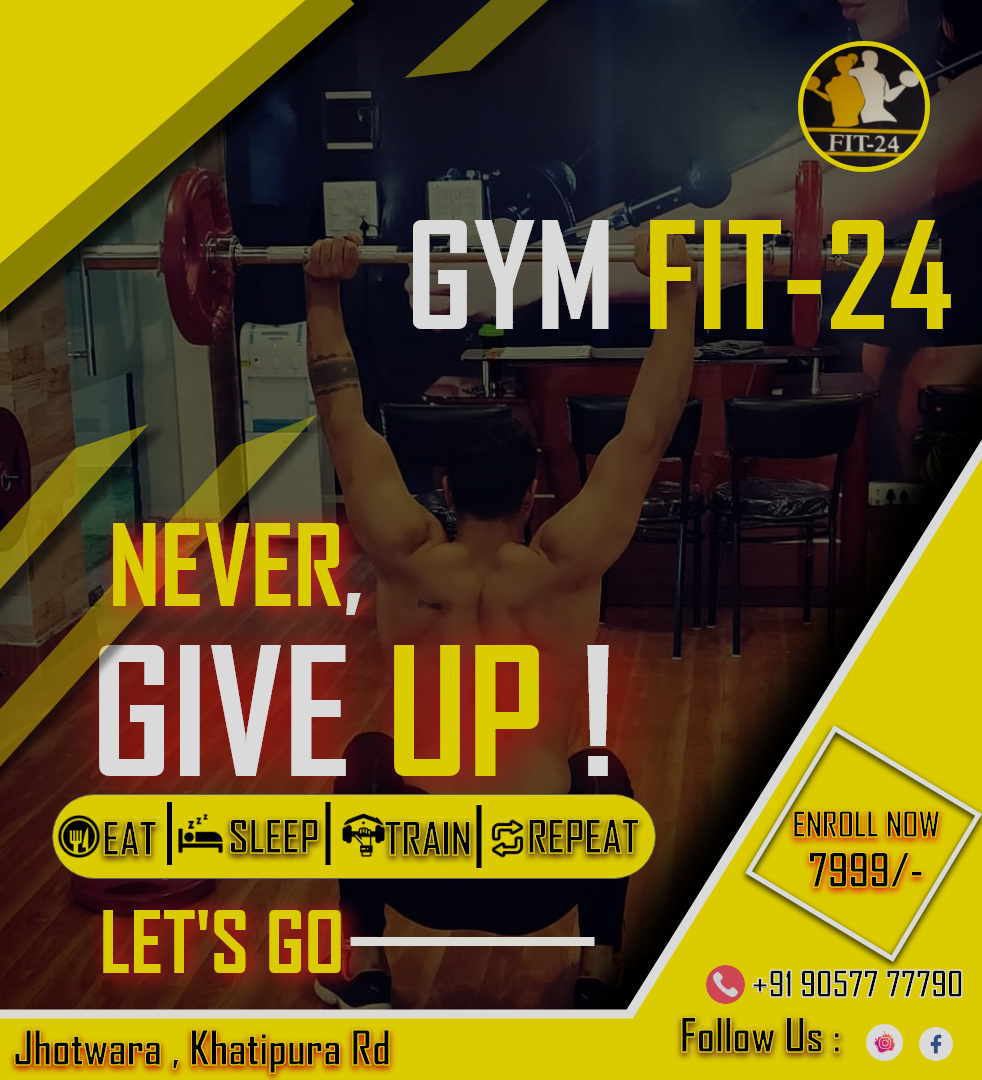 FIT-24
GYM FIT-24
NEVER,
GIVE UP !
EAT | SLEEP | TRAIN | REPEAT
LET'S GO
ENROLL NOW
7999/-
+91 90577 77790
Follow Us :
Jhotwara , Khatipura Rd